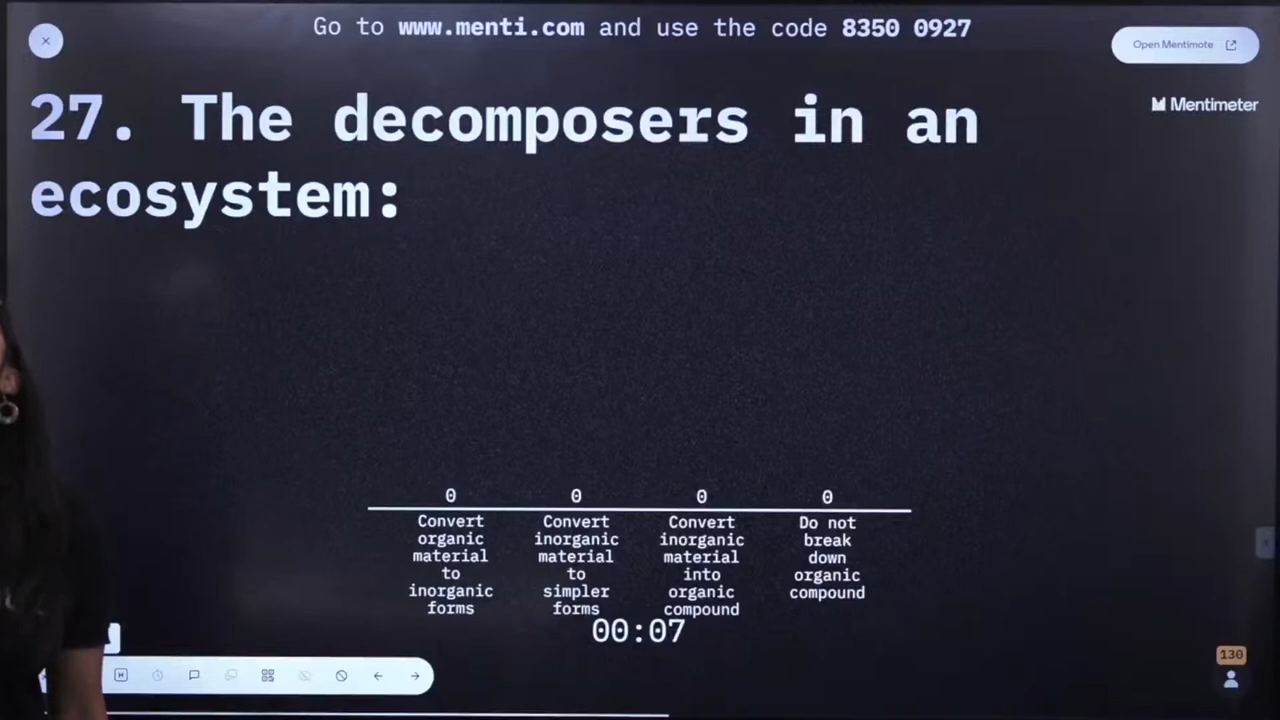 Go to www.menti.com and use the code 8350 0927
Open Mentimote
Mentimeter
27. The decomposers in an
ecosystem:
0
0
0
0
Convert
organic
material
to
inorganic
forms
Convert
inorganic
material
to
simpler
forms
Convert
inorganic
material
into
organic
compound
Do not
break
down
organic
compound
00:07
130